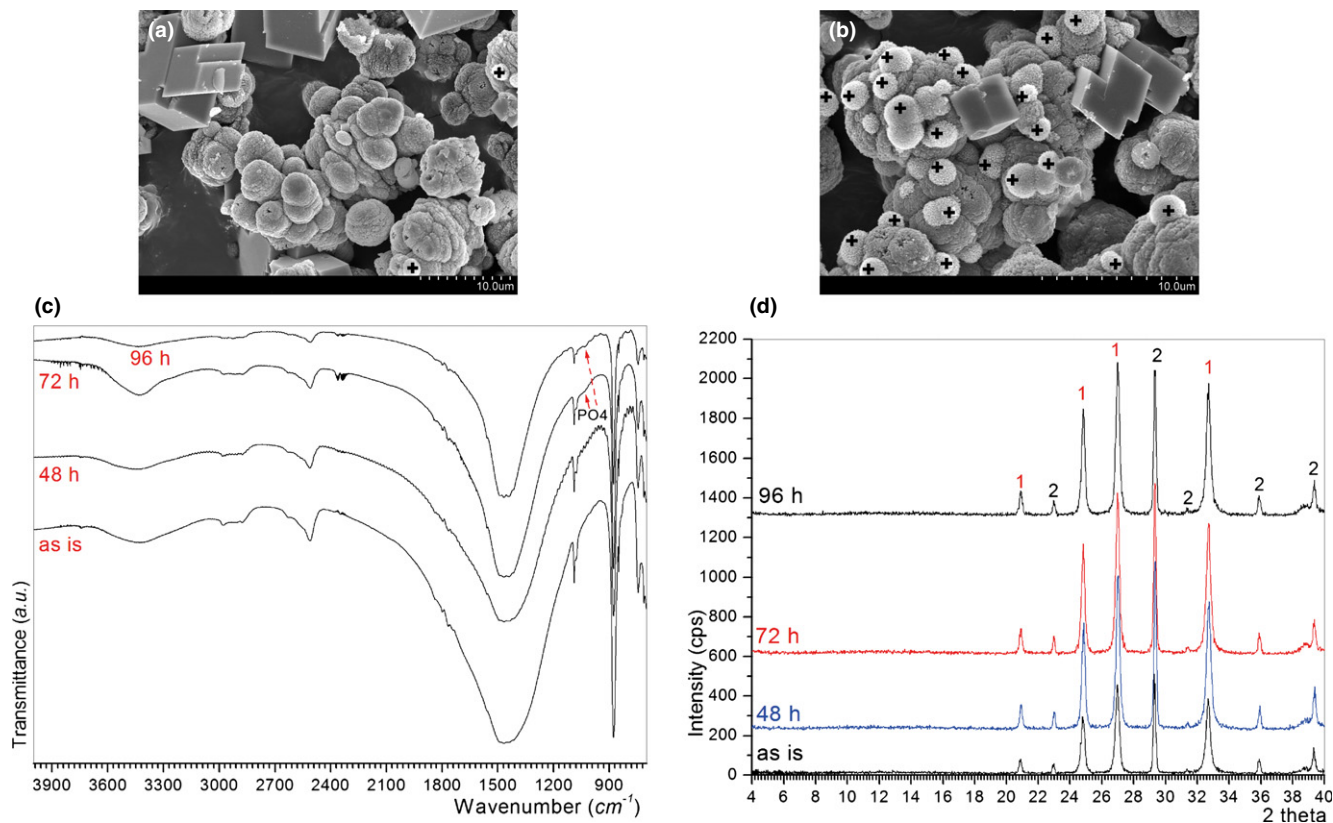 (a)
10.0um
(b)
10.0um
(c)
96 h
72 h
PO4
48 h
as is
Transmittance (a.u.)
3900 3600 3300 3000 2700 2400 2100 1800 1500 1200 900
Wavenumber (cm-1)
(d)
2200
2000
1800
1600
1400
1200
1000
800
600
400
200
0
Intensity (cps)
1 2 1 1 2 2 1 2 2
96 h
72 h
48 h
as is
4 6 8 10 12 14 16 18 20 22 24 26 28 30 32 34 36 38 40
2 theta